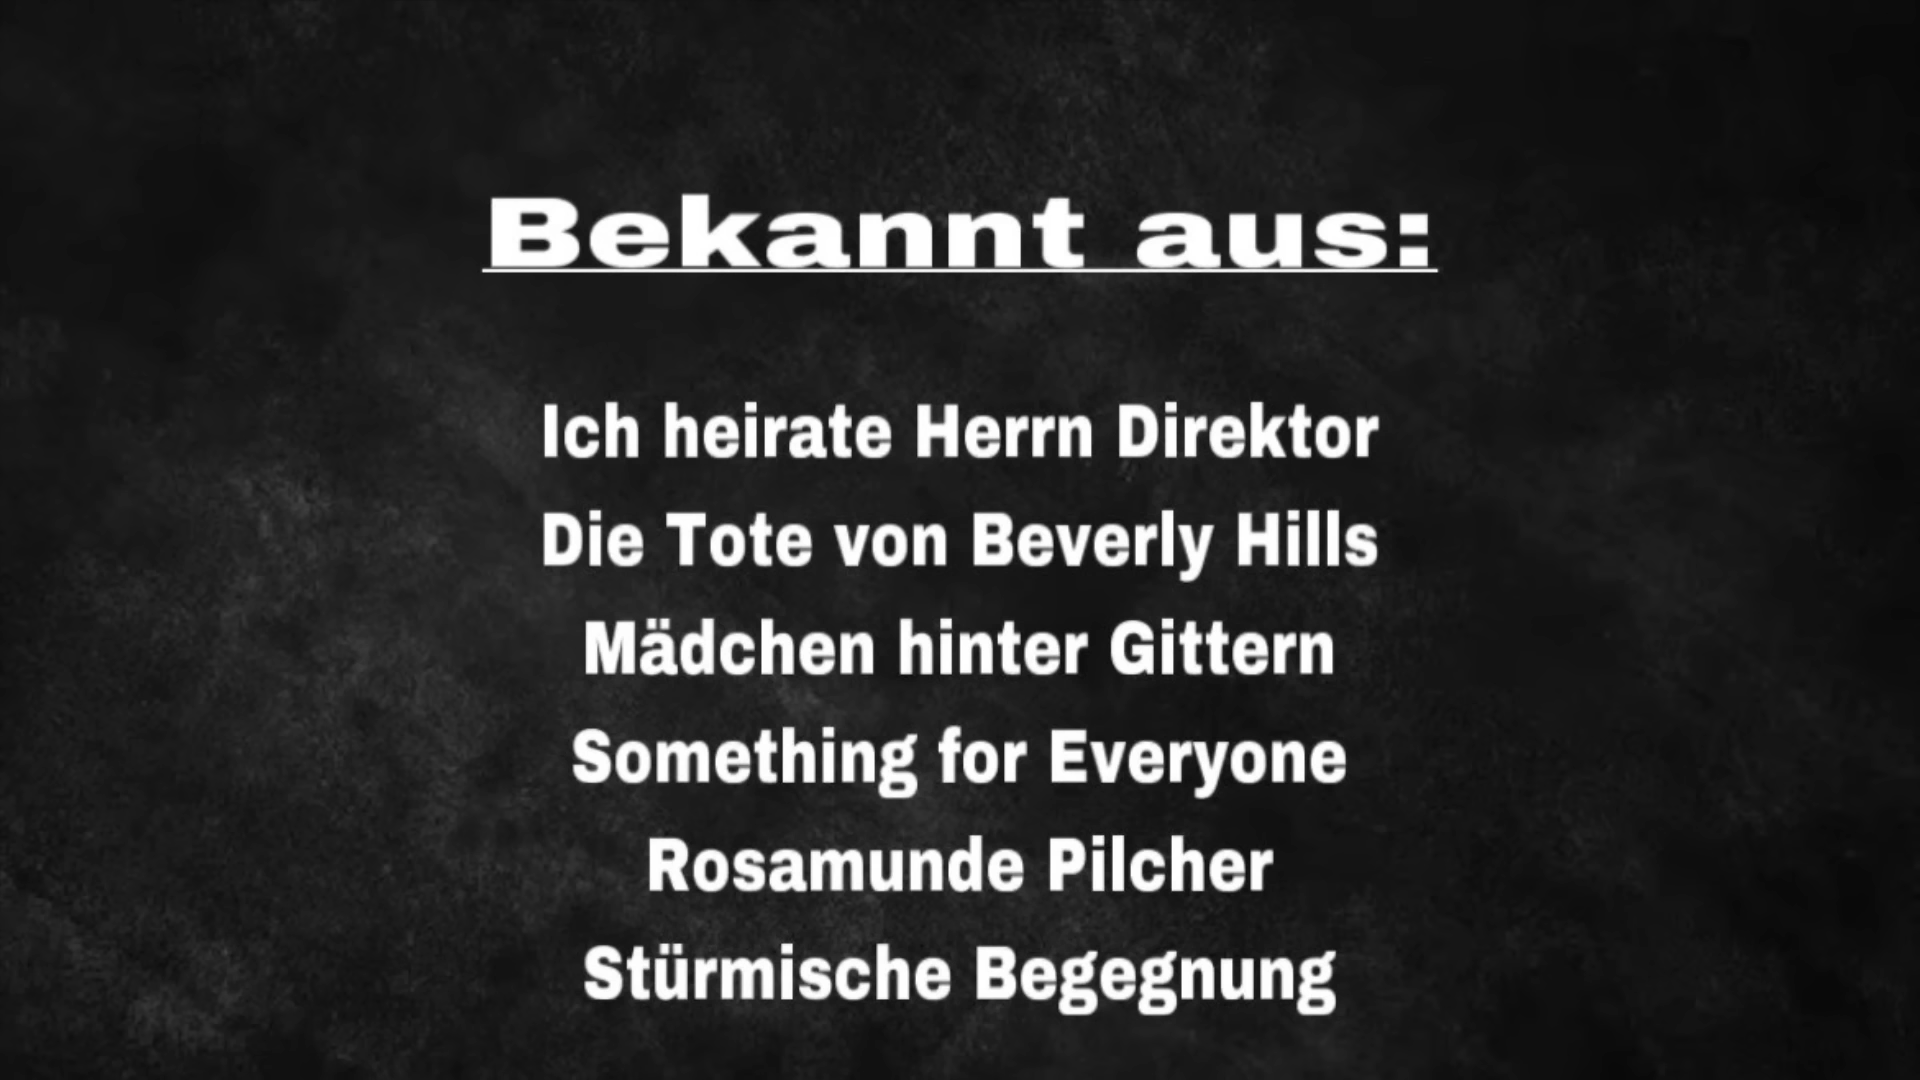 Bekannt aus:
Ich heirate Herrn Direktor
Die Tote von Beverly Hills
Mädchen hinter Gittern
Something for Everyone
Rosamunde Pilcher
Stürmische Begegnung